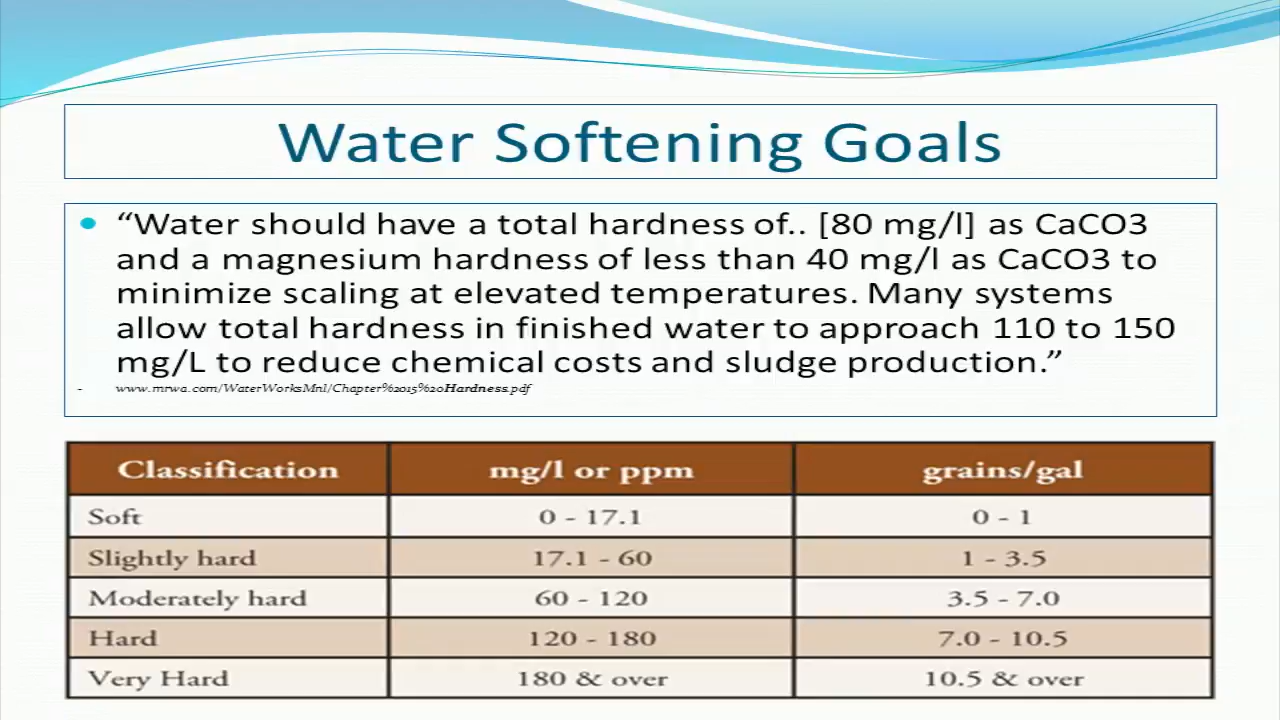 Water Softening Goals
“Water should have a total hardness of.. [80 mg/l] as CaCO3
and a magnesium hardness of less than 40 mg/l as CaCO3 to
minimize scaling at elevated temperatures. Many systems
allow total hardness in finished water to approach 110 to 150
mg/L to reduce chemical costs and sludge production.”
- www.mrwa.com/WaterWorksMnl/Chapter%2015%20Hardness.pdf
Classification mg/l or ppm grains/gal
Soft 0 - 17.1 0 - 1
Slightly hard 17.1 - 60 1 - 3.5
Moderately hard 60 - 120 3.5 - 7.0
Hard 120 - 180 7.0 - 10.5
Very Hard 180 & over 10.5 & over